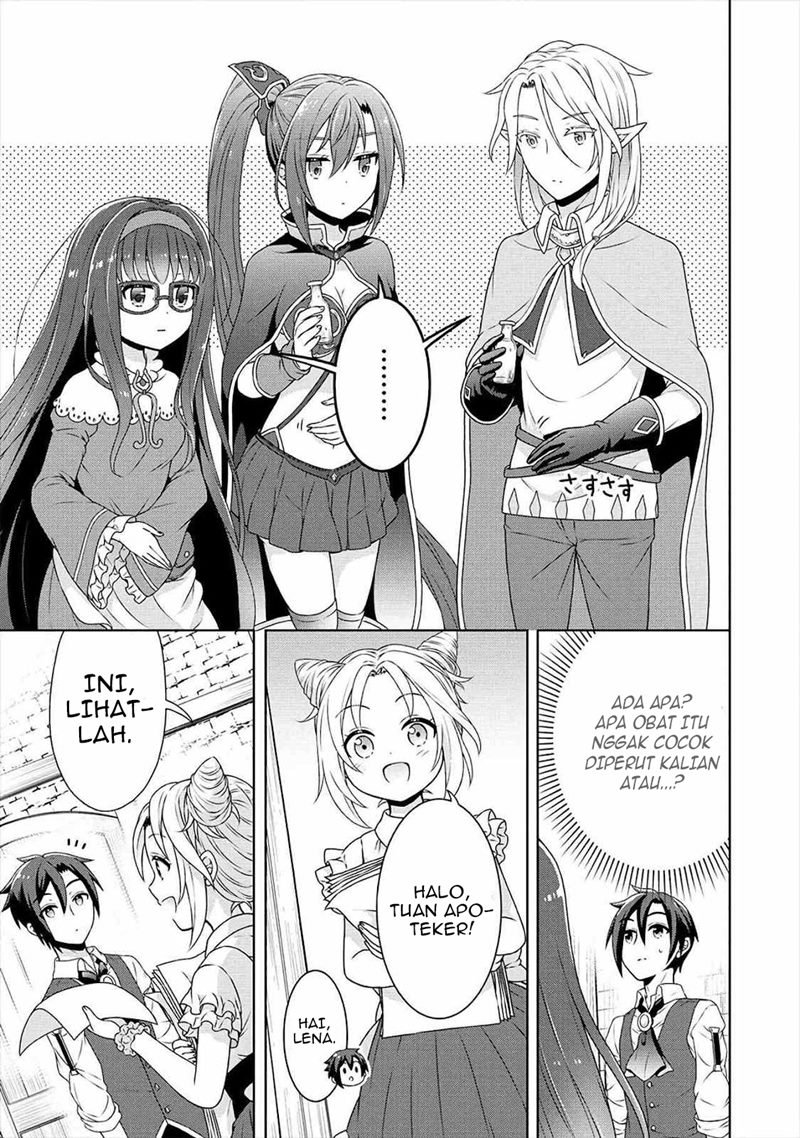 ………
さすさす
ADA APA?
APA OBAT ITU
NGGAK COCOK
DIPERUT KALIAN
ATAU...?
HALO,
TUAN APO-
TEKER!
HAI,
LENA.
INI,
LIHAT-
LAH.